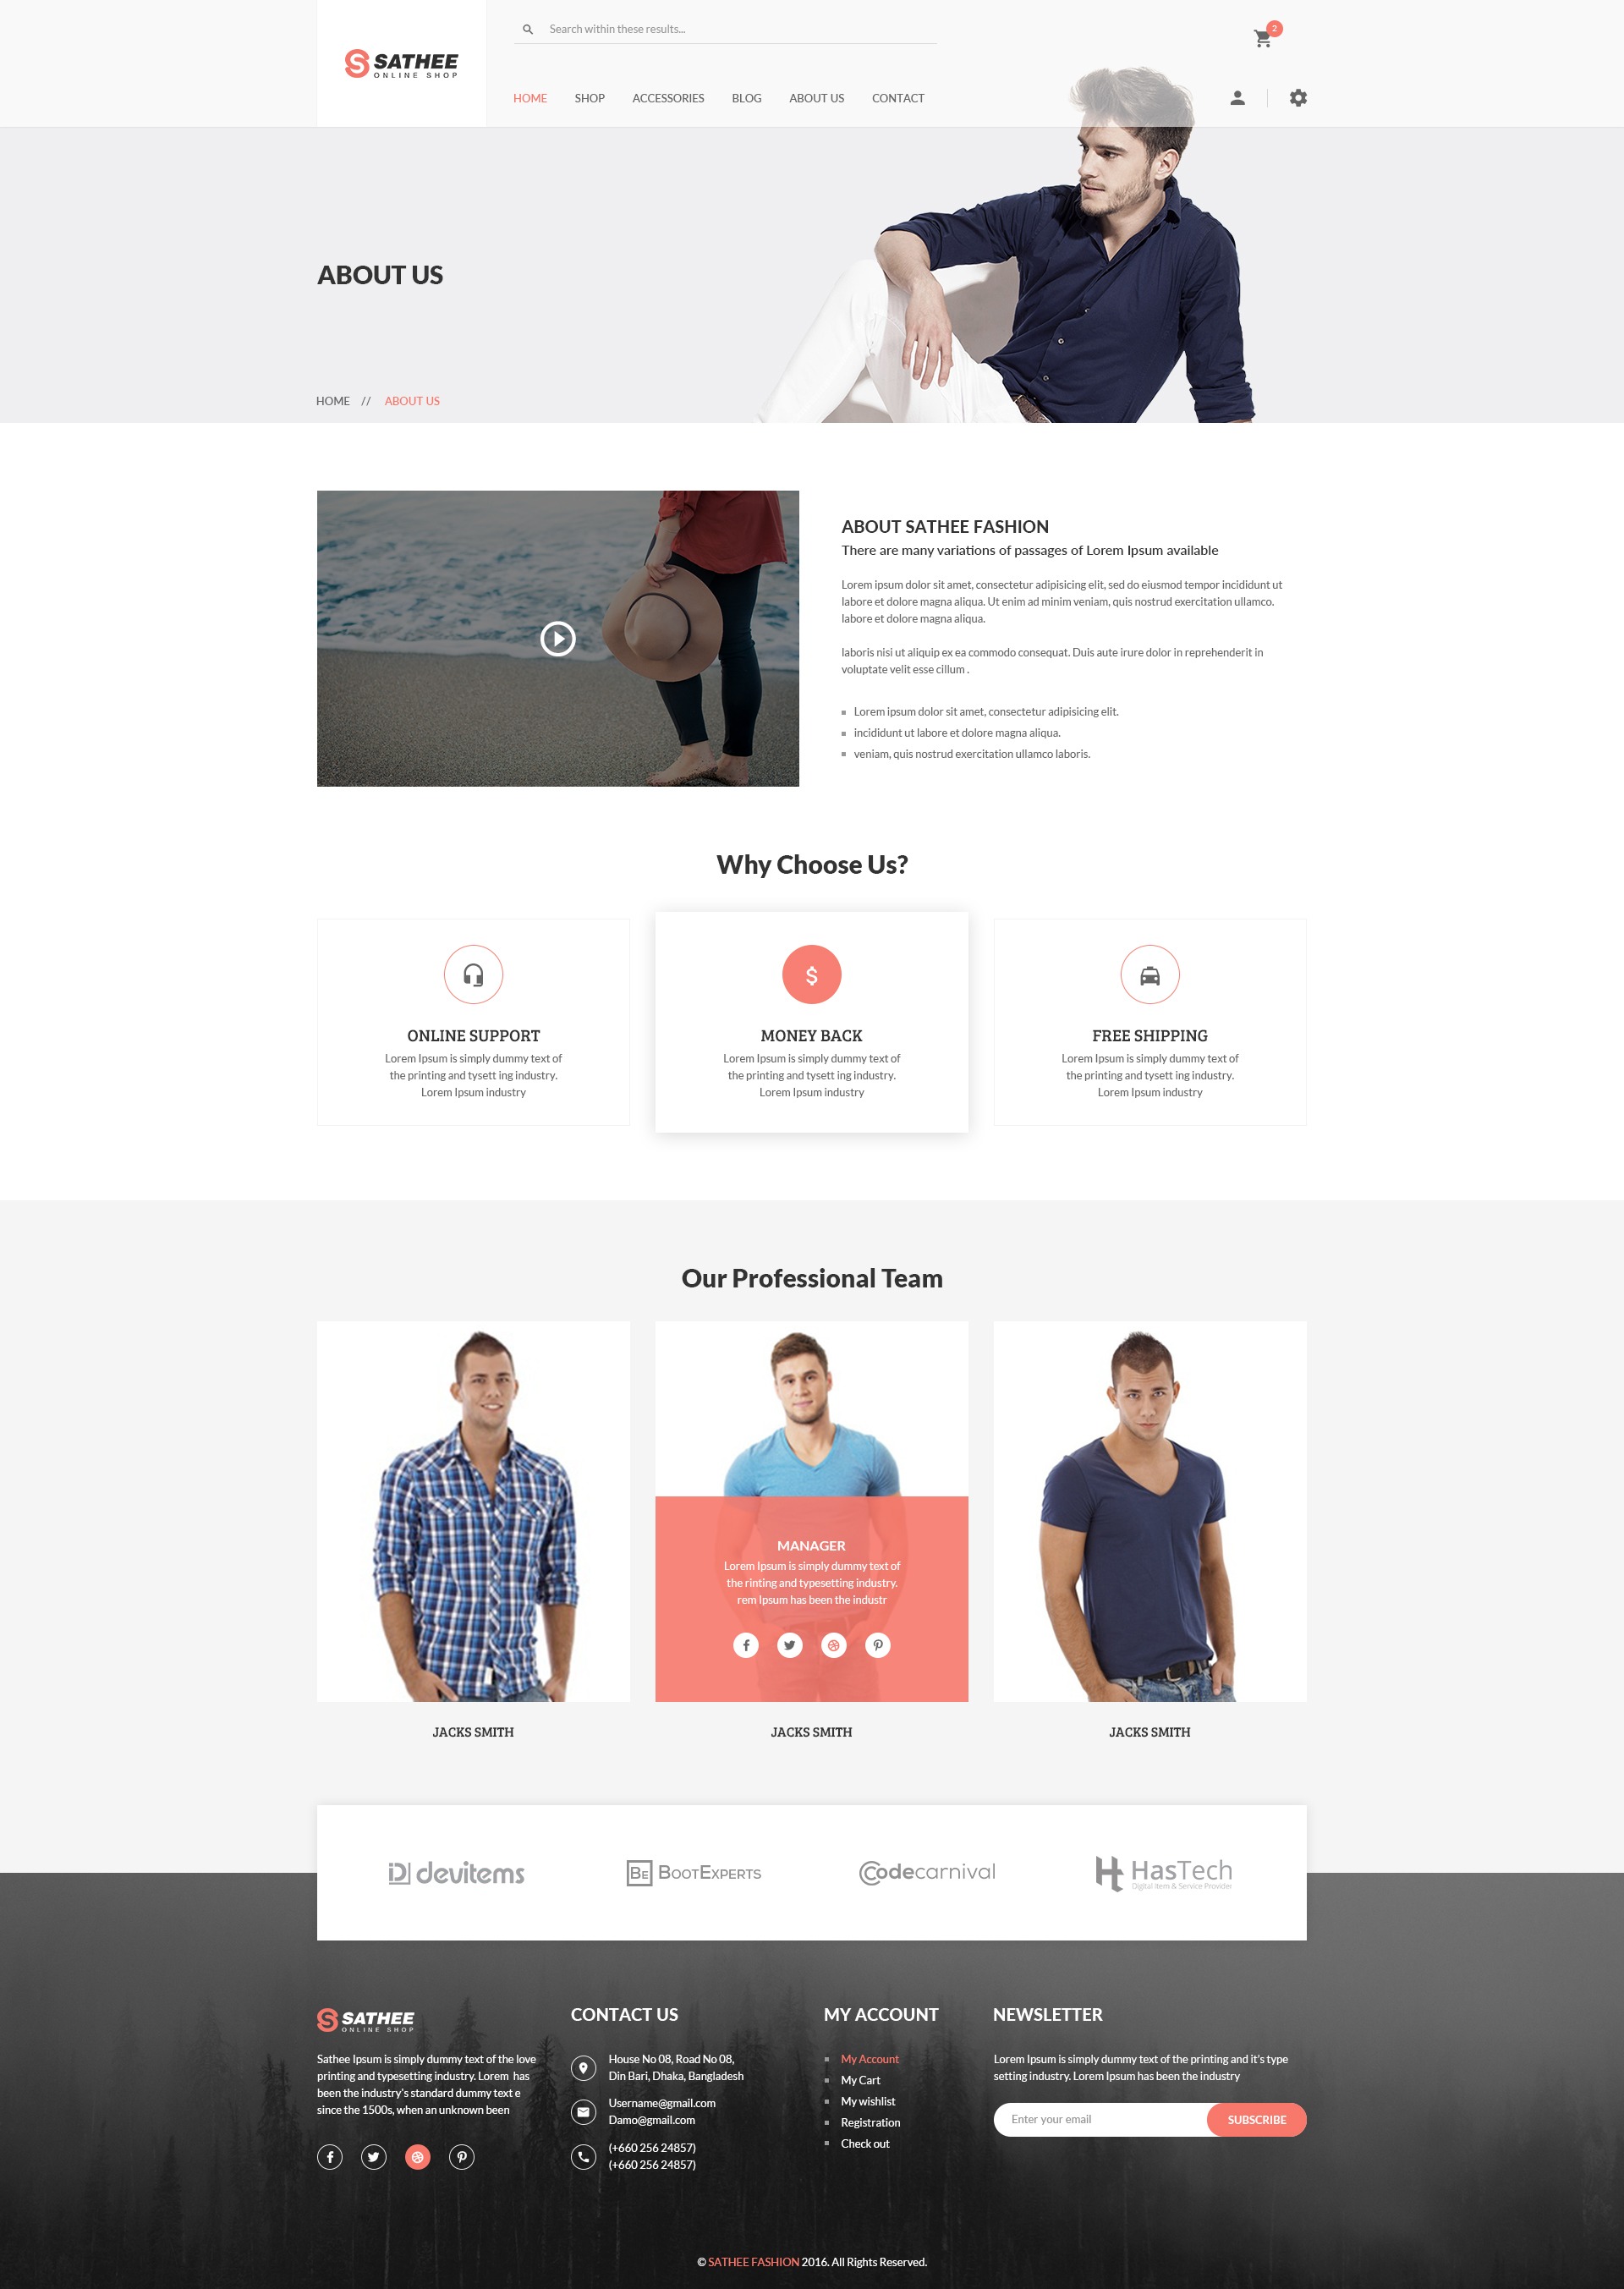 SATHEE
ONLINE SHOP
Search within these results...
2
HOME
SHOP
ACCESSORIES
BLOG
ABOUT US
CONTACT
ABOUT US
HOME // ABOUT US
ABOUT SATHEE FASHION
There are many variations of passages of Lorem Ipsum available
Lorem ipsum dolor sit amet, consectetur adipisicing elit, sed do eiusmod tempor incididunt ut
labore et dolore magna aliqua. Ut enim ad minim veniam, quis nostrud exercitation ullamco.
labore et dolore magna aliqua.
laboris nisi ut aliquip ex ea commodo consequat. Duis aute irure dolor in reprehenderit in
voluptate velit esse cillum .
Lorem ipsum dolor sit amet, consectetur adipisicing elit.
incididunt ut labore et dolore magna aliqua.
veniam, quis nostrud exercitation ullamco laboris.
Why Choose Us?
ONLINE SUPPORT
Lorem Ipsum is simply dummy text of
the printing and tysett ing industry.
Lorem Ipsum industry
MONEY BACK
Lorem Ipsum is simply dummy text of
the printing and tysett ing industry.
Lorem Ipsum industry
FREE SHIPPING
Lorem Ipsum is simply dummy text of
the printing and tysett ing industry.
Lorem Ipsum industry
Our Professional Team
MANAGER
Lorem Ipsum is simply dummy text of
the rinting and typesetting industry.
rem Ipsum has been the industr
JACKS SMITH
JACKS SMITH
JACKS SMITH
devitems
BE BOOTEXPERTS
Codecarnival
HasTech
Digital Item & Service Provider
SATHEE
ONLINE SHOP
Sathee Ipsum is simply dummy text of the love
printing and typesetting industry. Lorem has
been the industry's standard dummy text e
since the 1500s, when an unknown been
CONTACT US
House No 08, Road No 08,
Din Bari, Dhaka, Bangladesh
Username@gmail.com
Damo@gmail.com
(+660 256 24857)
(+660 256 24857)
MY ACCOUNT
My Account
My Cart
My wishlist
Registration
Check out
NEWSLETTER
Lorem Ipsum is simply dummy text of the printing and it's type
setting industry. Lorem Ipsum has been the industry
Enter your email
SUBSCRIBE
© SATHEE FASHION 2016. All Rights Reserved.